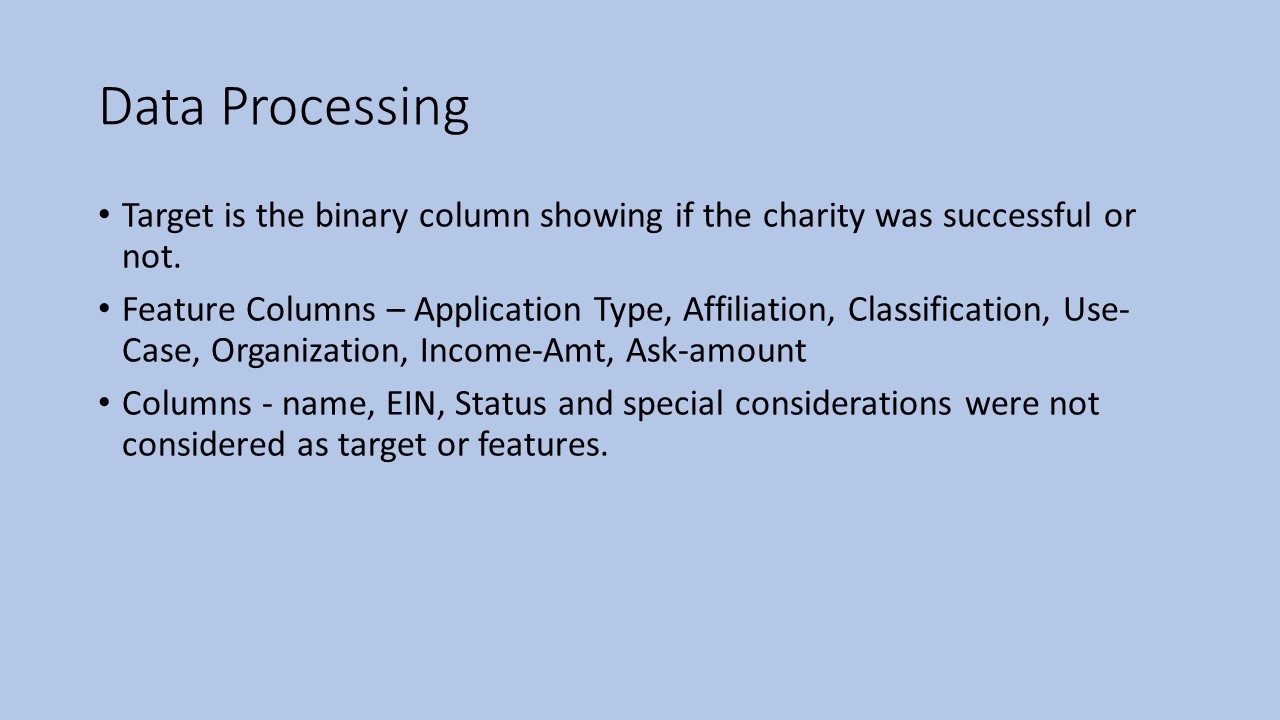 Data Processing
• Target is the binary column showing if the charity was successful or
not.
• Feature Columns – Application Type, Affiliation, Classification, Use-
Case, Organization, Income-Amt, Ask-amount
• Columns - name, EIN, Status and special considerations were not
considered as target or features.